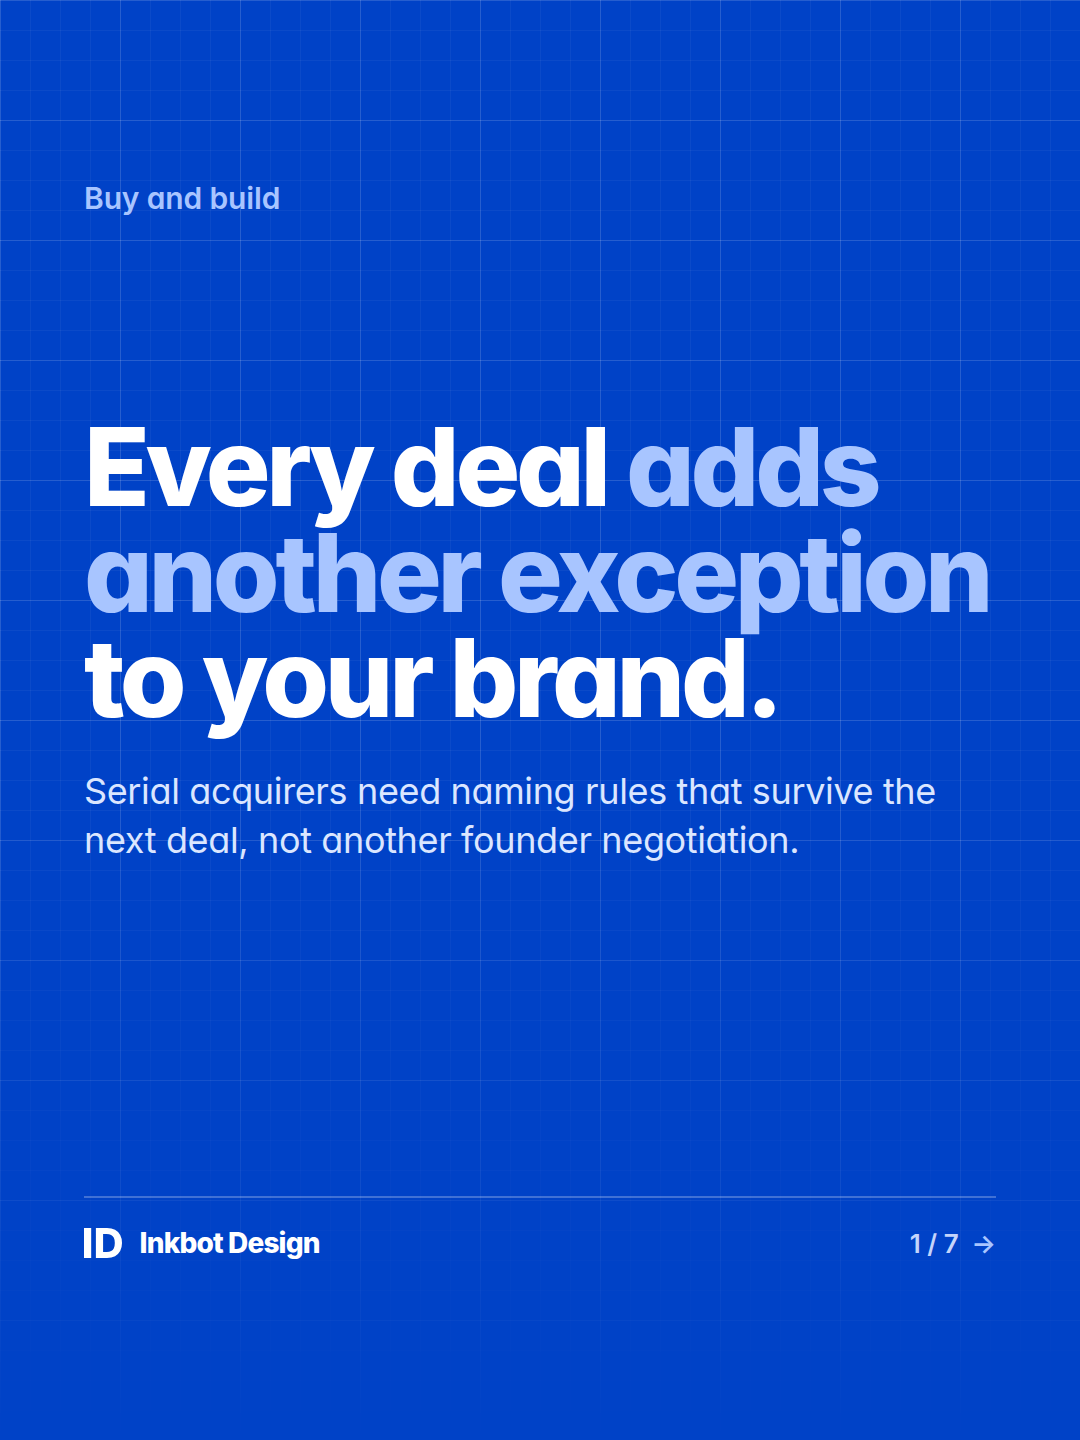 Buy and build
Every deal adds
another exception
to your brand.
Serial acquirers need naming rules that survive the
next deal, not another founder negotiation.
ID Inkbot Design
1 / 7 →